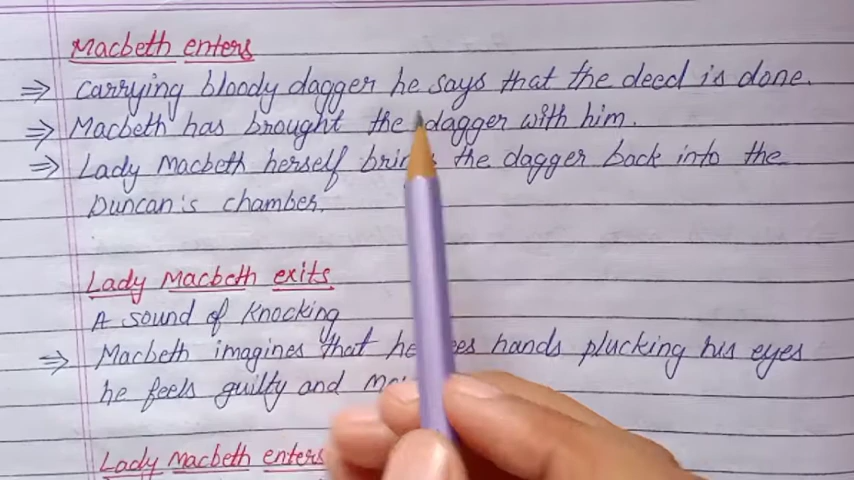 Macbeth enters
⇒ Carrying bloody dagger he says that the deed is done.
⇒ Macbeth has brought the dagger with him.
⇒ Lady Macbeth herself the dagger back into the
Duncan's chamber.
Lady Macbeth exits
A sound of Knocking
⇒ Macbeth imagines that he hands plucking his eyes
he feels guilty and
Lady Macbeth enters